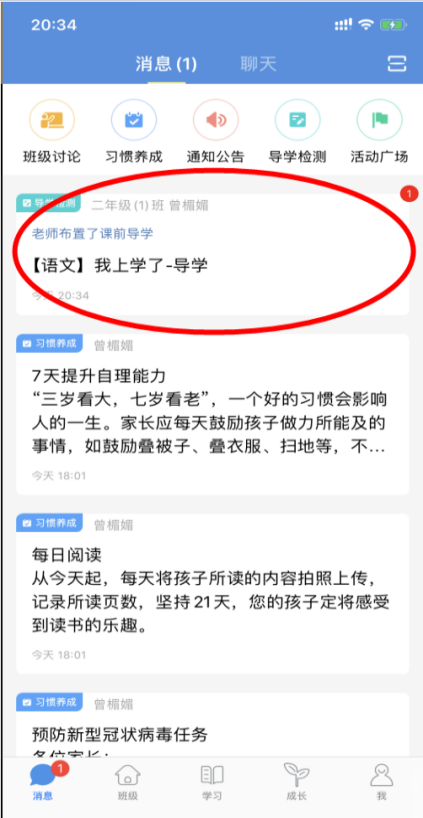 20:34
消息(1)
聊天
班级讨论
习惯养成
通知公告
导学检测
活动广场
1
导学检测
二年级(1)班 曾楣媚
老师布置了课前导学
【语文】我上学了-导学
今天 20:34
习惯养成
曾楣媚
7天提升自理能力
“三岁看大，七岁看老”，一个好的习惯会影响
人的一生。家长应每天鼓励孩子做力所能及的
事情，如鼓励叠被子、叠衣服、扫地等，不...
今天 18:01
习惯养成
曾楣媚
每日阅读
从今天起，每天将孩子所读的内容拍照上传，
记录所读页数，坚持21天，您的孩子定将感受
到读书的乐趣。
今天 18:01
习惯养成
曾楣媚
预防新型冠状病毒任务
各位家长：
1
消息
班级
学习
成长
我